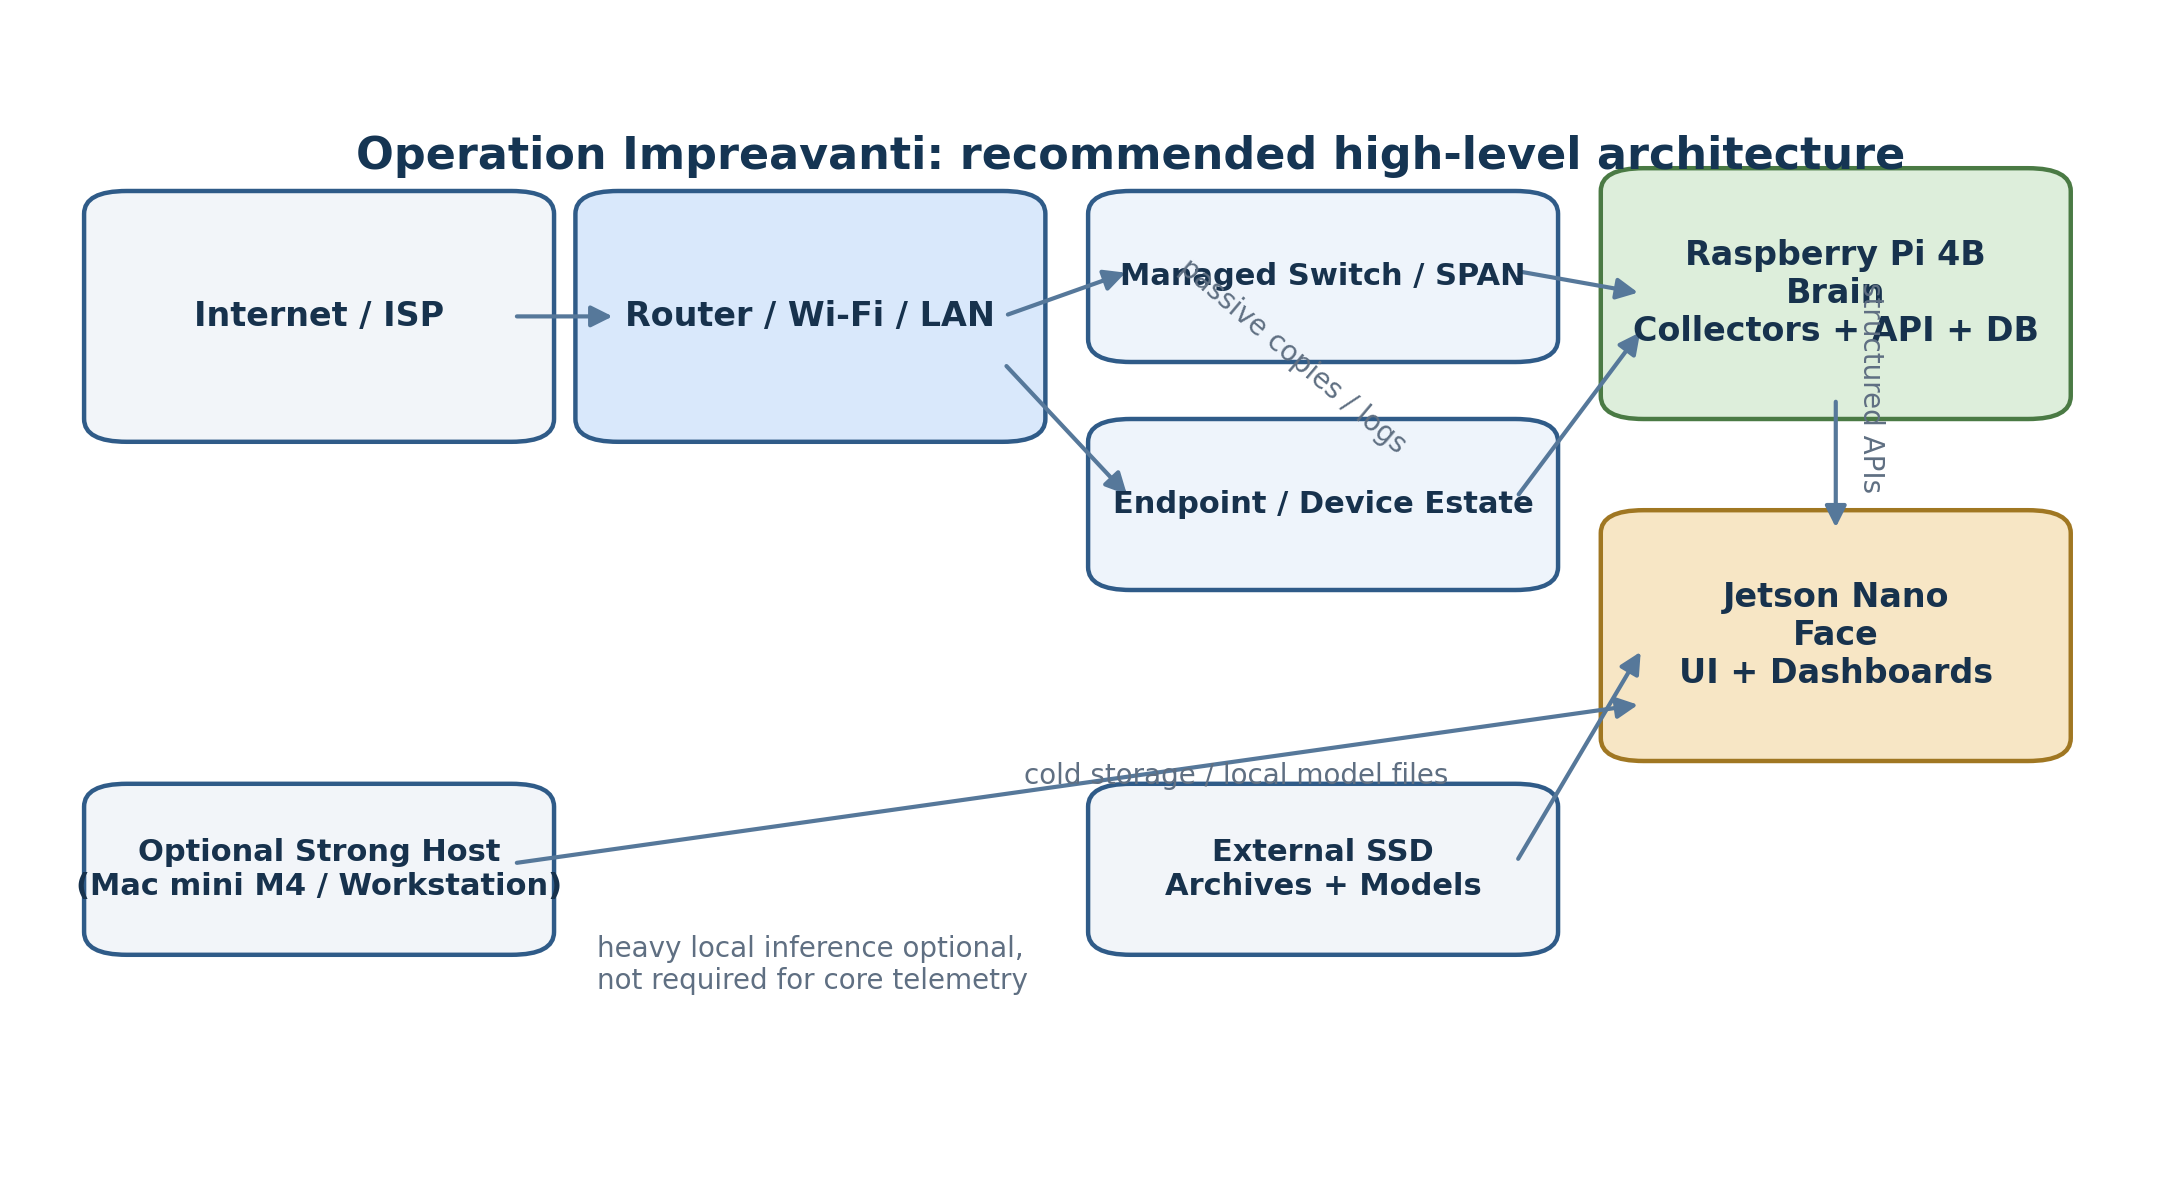 Operation Impreavanti: recommended high-level architecture
Internet / ISP
Router / Wi-Fi / LAN
Managed Switch / SPAN
passive copies / logs
Endpoint / Device Estate
Raspberry Pi 4B
Brain
Collectors + API + DB
structured APIs
Jetson Nano
Face
UI + Dashboards
cold storage / local model files
Optional Strong Host
(Mac mini M4 / Workstation)
External SSD
Archives + Models
heavy local inference optional,
not required for core telemetry